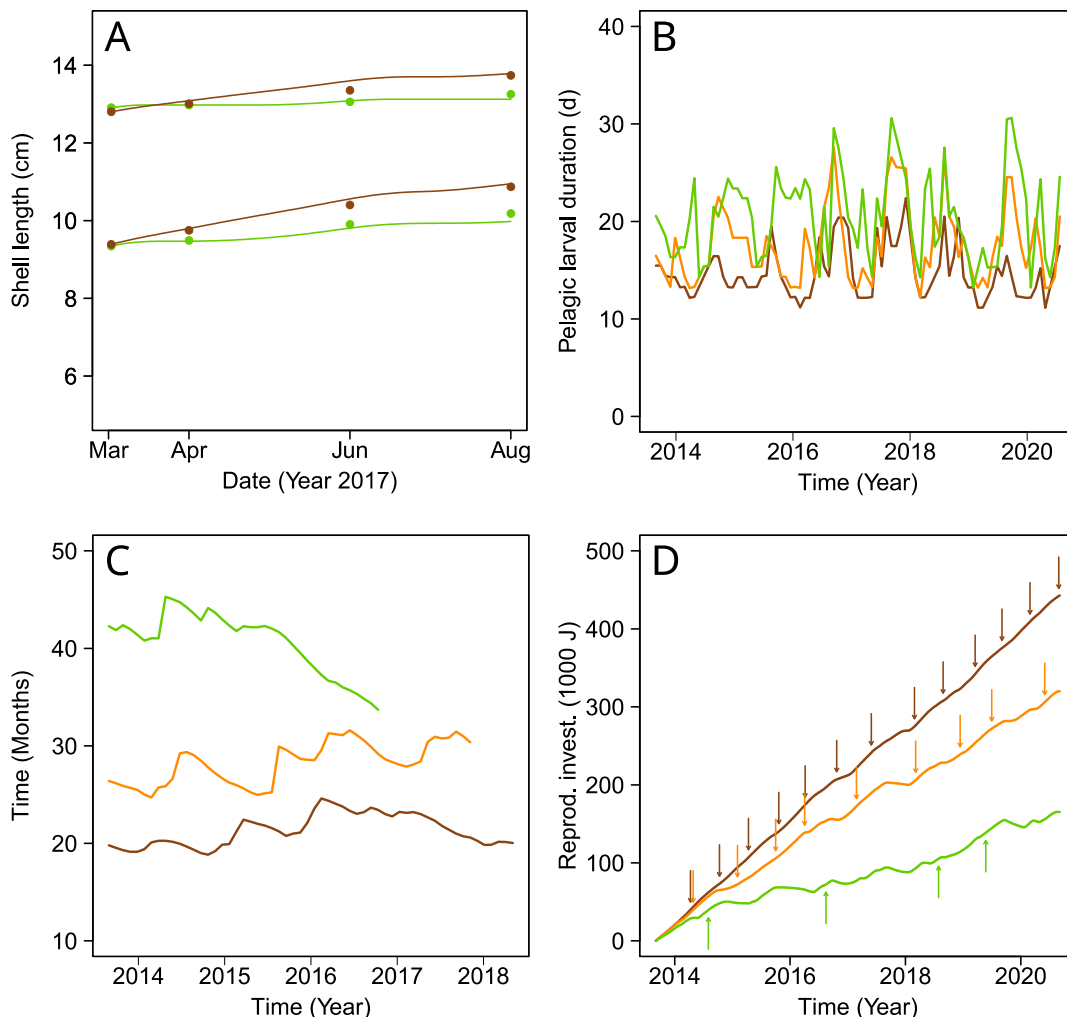 A
Shell length (cm)
14
12
10
8
6
Mar Apr Jun Aug
Date (Year 2017)
B
Pelagic larval duration (d)
40
30
20
10
0
2014 2016 2018 2020
Time (Year)
C
Time (Months)
50
40
30
20
10
2014 2015 2016 2017 2018
Time (Year)
D
Reprod. invest. (1000 J)
500
400
300
200
100
0
2014 2016 2018 2020
Time (Year)